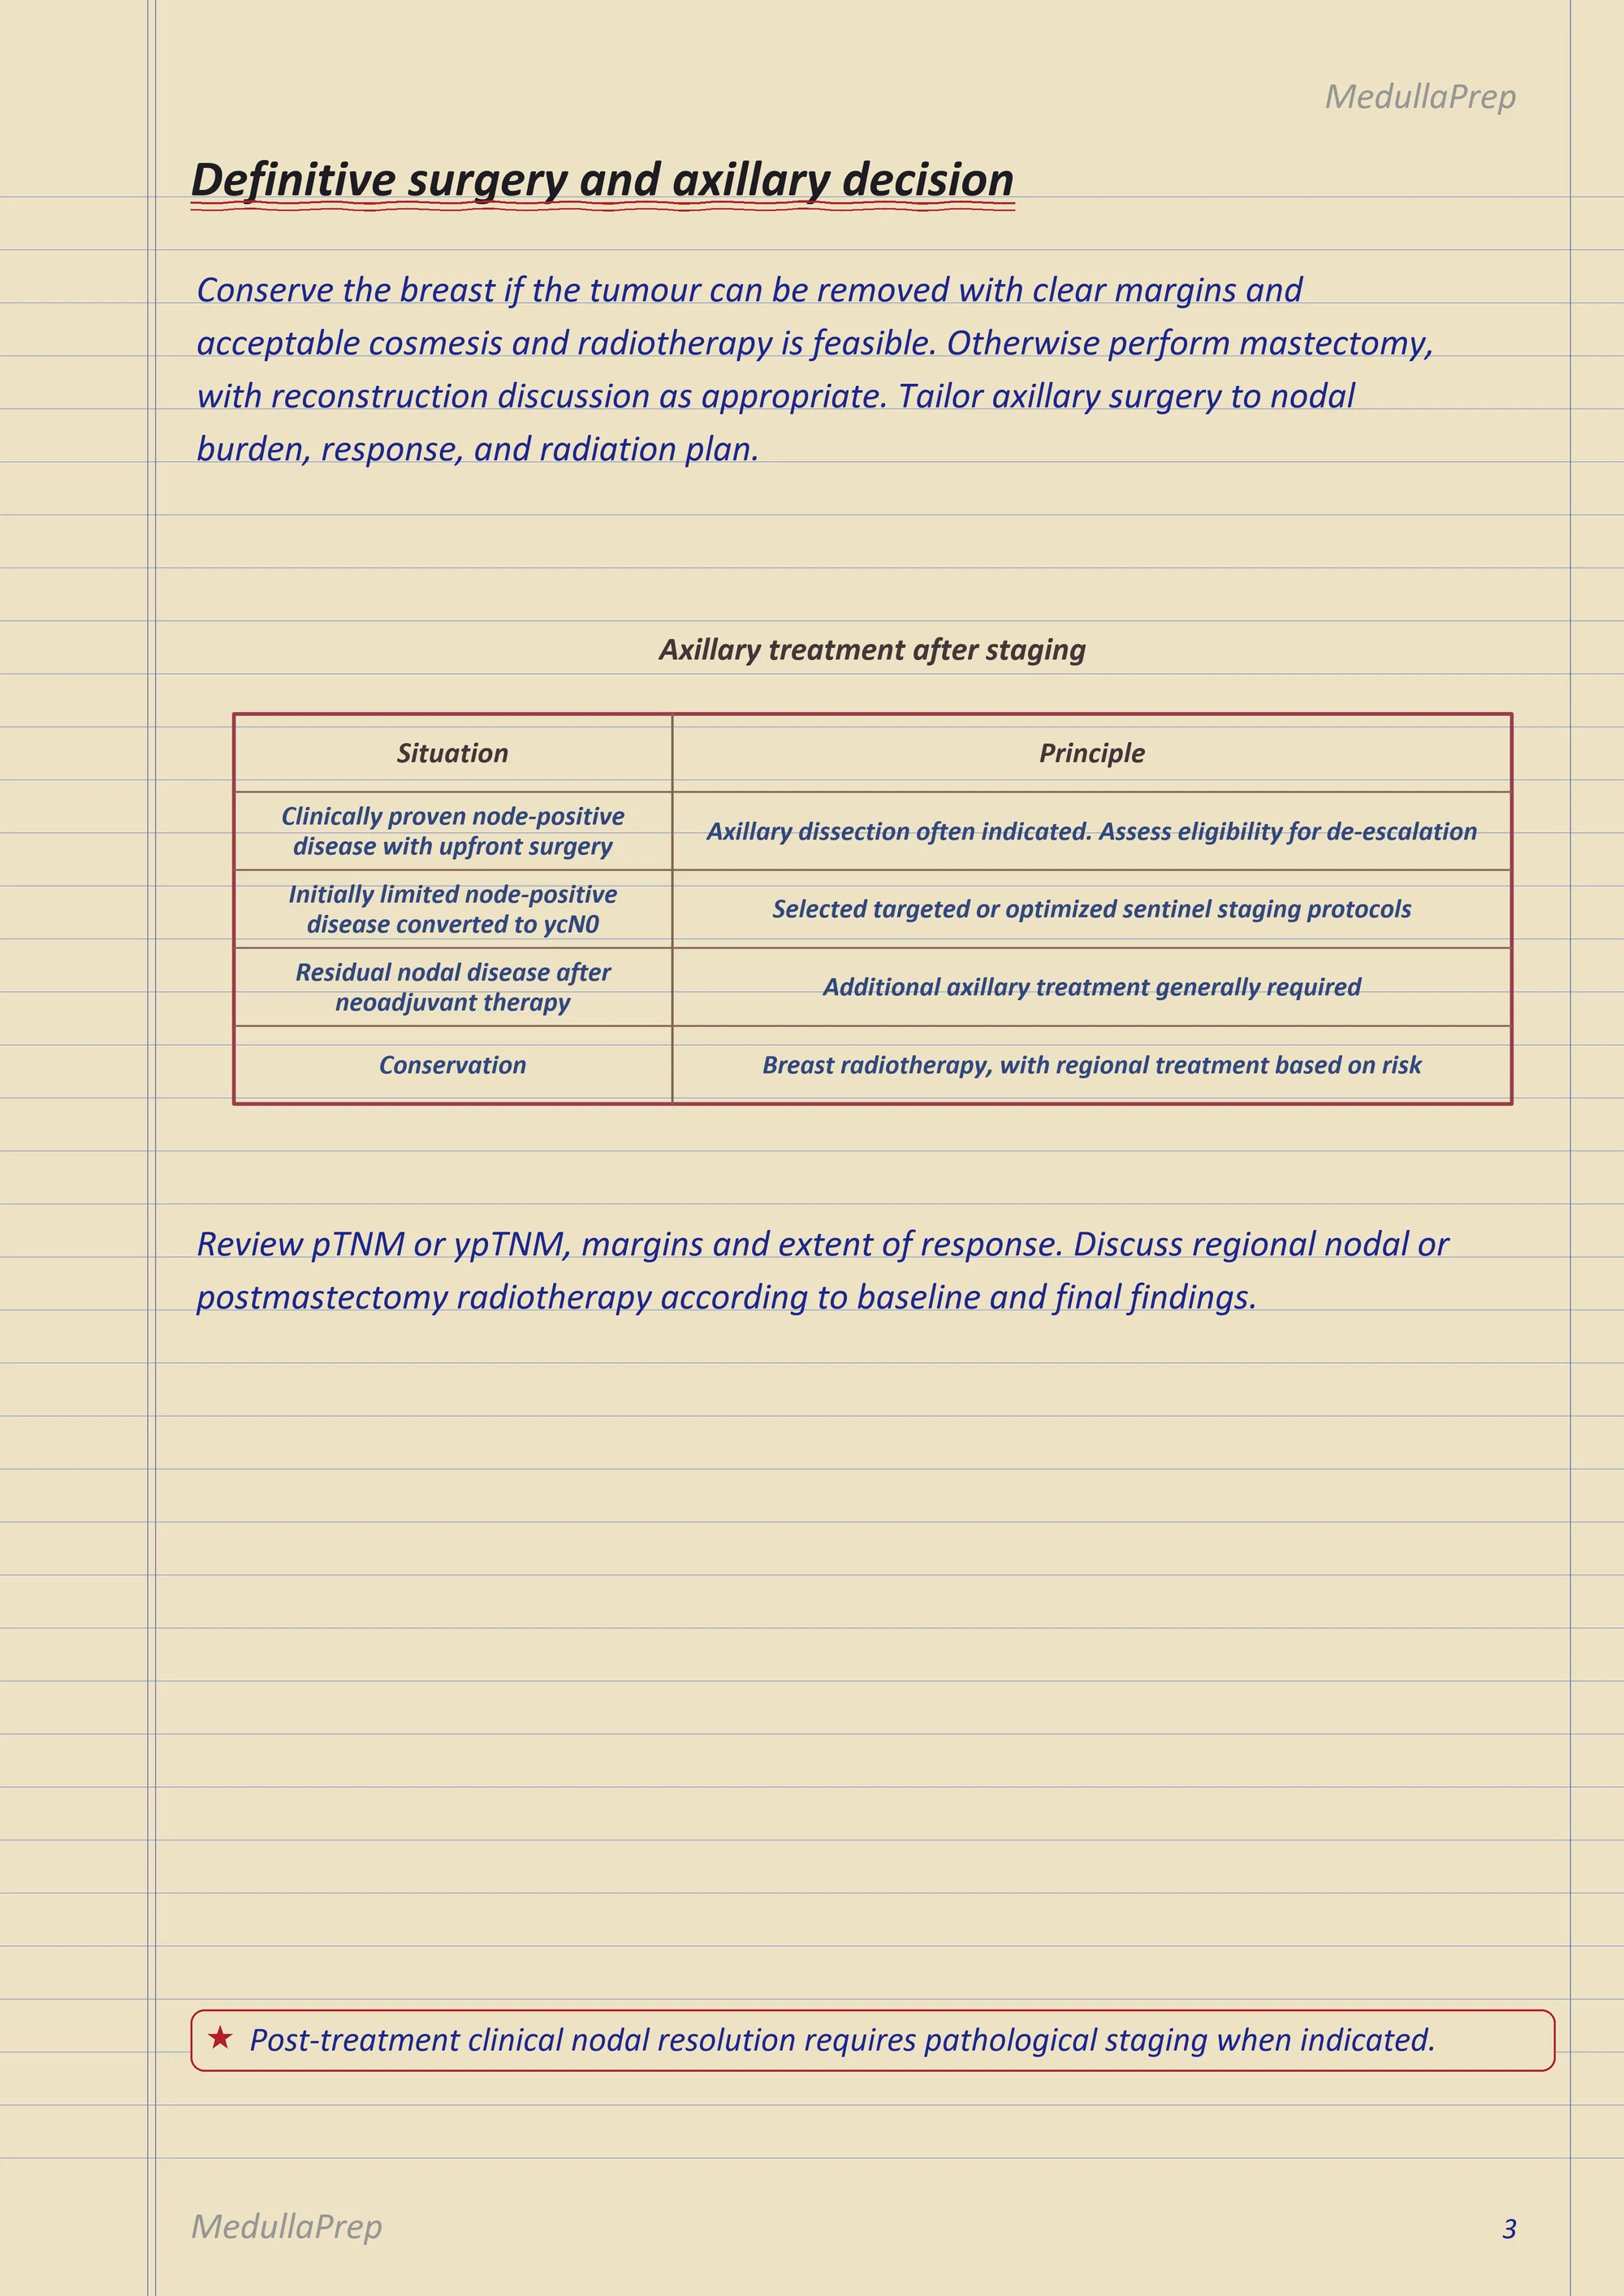 MedullaPrep
Definitive surgery and axillary decision
Conserve the breast if the tumour can be removed with clear margins and
acceptable cosmesis and radiotherapy is feasible. Otherwise perform mastectomy,
with reconstruction discussion as appropriate. Tailor axillary surgery to nodal
burden, response, and radiation plan.
Axillary treatment after staging
Situation
Principle
Clinically proven node-positive
disease with upfront surgery
Axillary dissection often indicated. Assess eligibility for de-escalation
Initially limited node-positive
disease converted to ycN0
Selected targeted or optimized sentinel staging protocols
Residual nodal disease after
neoadjuvant therapy
Additional axillary treatment generally required
Conservation
Breast radiotherapy, with regional treatment based on risk
Review pTNM or ypTNM, margins and extent of response. Discuss regional nodal or
postmastectomy radiotherapy according to baseline and final findings.
★ Post-treatment clinical nodal resolution requires pathological staging when indicated.
MedullaPrep
3